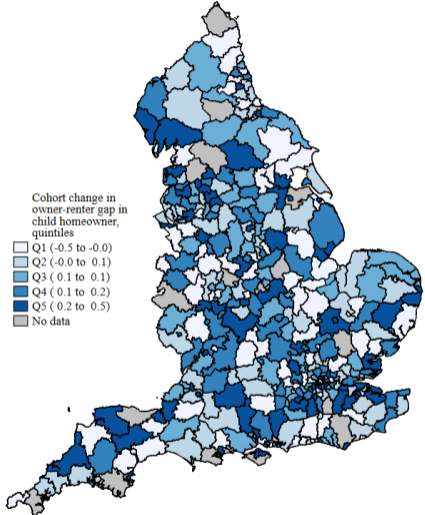 Cohort change in
owner-renter gap in
child homeowner,
quintiles
Q1 (-0.5 to -0.0)
Q2 (-0.0 to 0.1)
Q3 ( 0.1 to 0.1)
Q4 ( 0.1 to 0.2)
Q5 ( 0.2 to 0.5)
No data